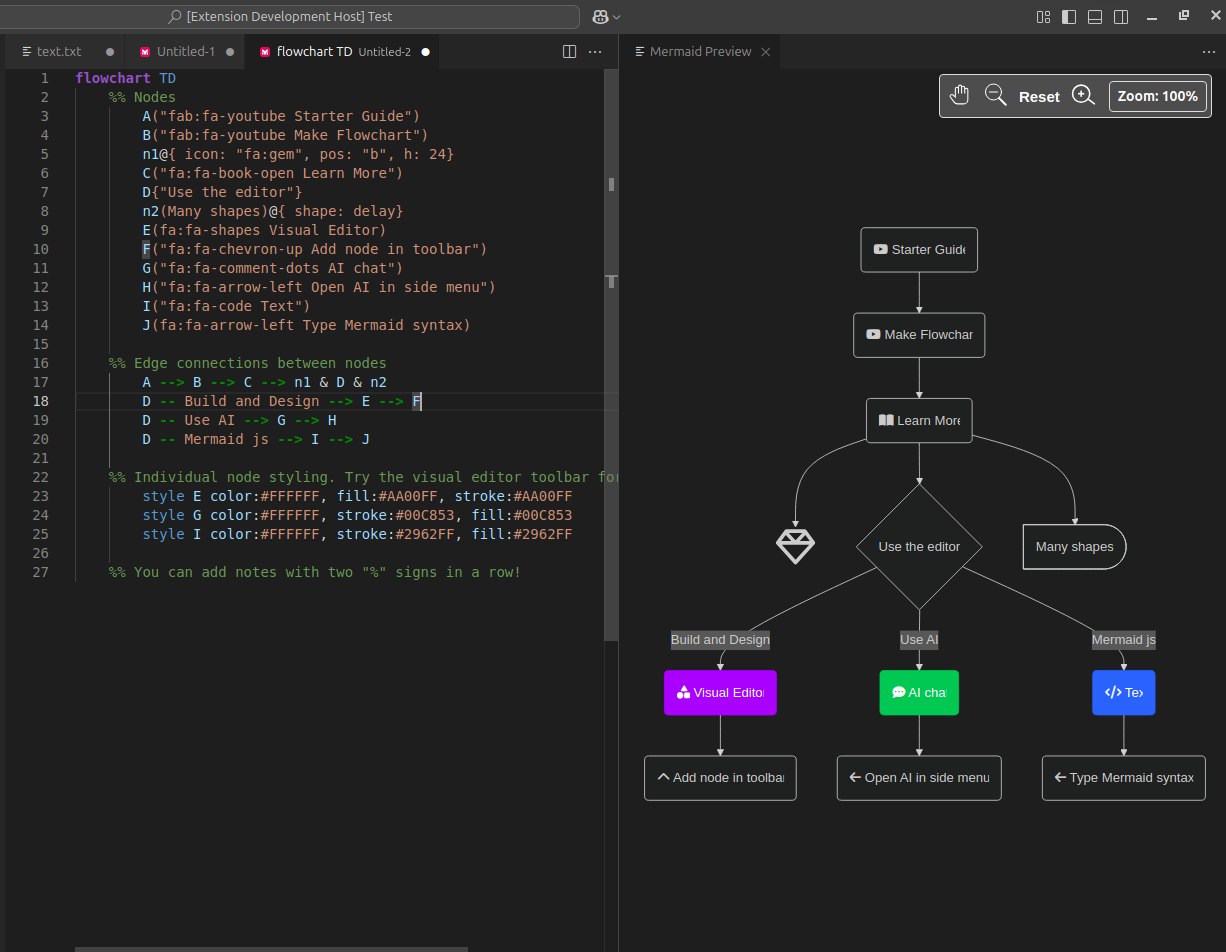 [Extension Development Host] Test
text.txt
Untitled-1
flowchart TD Untitled-2
Mermaid Preview
1 flowchart TD
2 %% Nodes
3 A("fab:fa-youtube Starter Guide")
4 B("fab:fa-youtube Make Flowchart")
5 n1@{ icon: "fa:gem", pos: "b", h: 24}
6 C("fa:fa-book-open Learn More")
7 D{"Use the editor"}
8 n2(Many shapes)@{ shape: delay}
9 E(fa:fa-shapes Visual Editor)
10 F("fa:fa-chevron-up Add node in toolbar")
11 G("fa:fa-comment-dots AI chat")
12 H("fa:fa-arrow-left Open AI in side menu")
13 I("fa:fa-code Text")
14 J(fa:fa-arrow-left Type Mermaid syntax)
15
16 %% Edge connections between nodes
17 A --> B --> C --> n1 & D & n2
18 D -- Build and Design --> E --> F
19 D -- Use AI --> G --> H
20 D -- Mermaid js --> I --> J
21
22 %% Individual node styling. Try the visual editor toolbar for
23 style E color:#FFFFFF, fill:#AA00FF, stroke:#AA00FF
24 style G color:#FFFFFF, stroke:#00C853, fill:#00C853
25 style I color:#FFFFFF, stroke:#2962FF, fill:#2962FF
26
27 %% You can add notes with two "%" signs in a row!
Reset
Zoom: 100%
Starter Guide
Make Flowchar
Learn More
Use the editor
Many shapes
Build and Design
Use AI
Mermaid js
Visual Editor
AI cha
</> Tex
Add node in toolbar
Open AI in side menu
Type Mermaid syntax